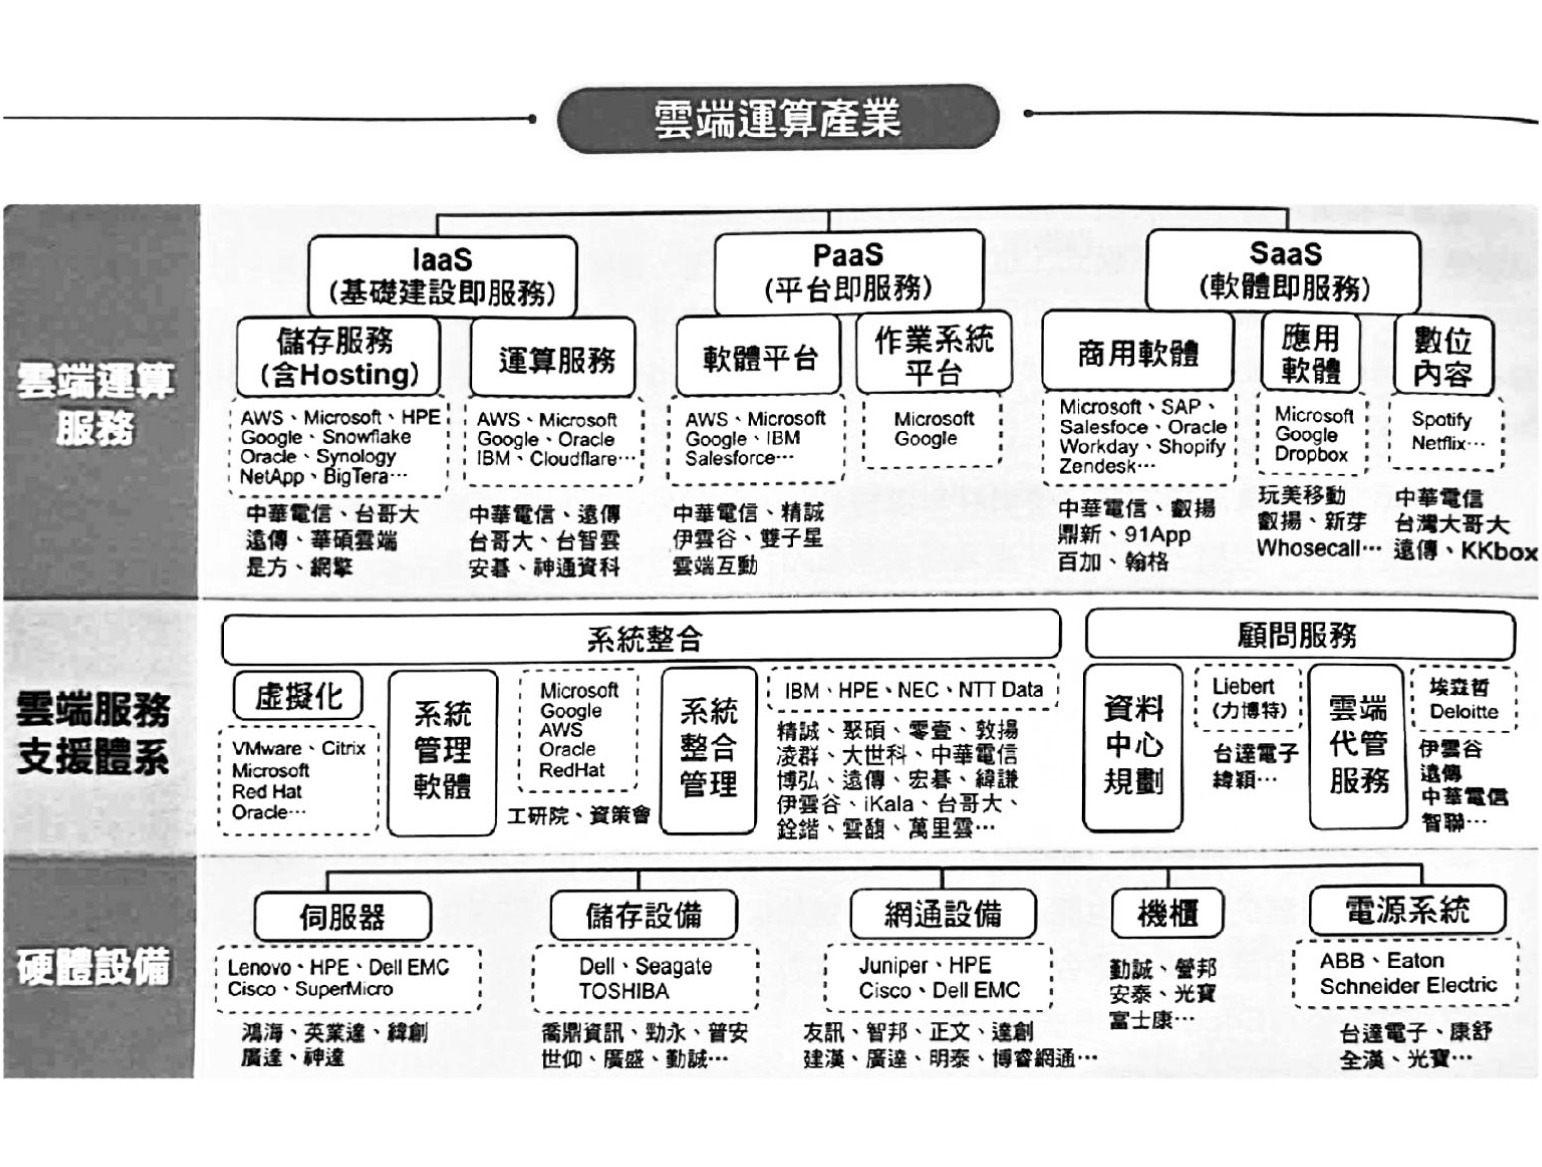 雲端運算產業
雲端運算
服務
IaaS
(基礎建設即服務)
儲存服務
(含Hosting)
AWS、Microsoft、HPE
Google、Snowflake
Oracle、Synology
NetApp、BigTera…
中華電信、台哥大
遠傳、華碩雲端
是方、網擎
運算服務
AWS、Microsoft
Google、Oracle
IBM、Cloudflare…
中華電信、遠傳
台哥大、台智雲
安碁、神通資科
PaaS
(平台即服務)
軟體平台
AWS、Microsoft
Google、IBM
Salesforce…
中華電信、精誠
伊雲谷、雙子星
雲端互動
作業系統
平台
Microsoft
Google
SaaS
(軟體即服務)
商用軟體
Microsoft、SAP、
Salesfoce、Oracle
Workday、Shopify
Zendesk…
中華電信、叡揚
鼎新、91App
百加、翰格
應用
軟體
Microsoft
Google
Dropbox
玩美移動
叡揚、新芽
Whosecall…
數位
內容
Spotify
Netflix…
中華電信
台灣大哥大
遠傳、KKbox
雲端服務
支援體系
系統整合
虛擬化
VMware、Citrix
Microsoft
Red Hat
Oracle…
系統
管理
軟體
Microsoft
Google
AWS
Oracle
RedHat
工研院、資策會
系統
整合
管理
IBM、HPE、NEC、NTT Data
精誠、聚碩、零壹、敦揚
凌群、大世科、中華電信
博弘、遠傳、宏碁、緯謙
伊雲谷、iKala、台哥大、
銓鍇、雲馥、萬里雲…
顧問服務
資料
中心
規劃
Liebert
(力博特)
台達電子
緯穎…
雲端
代管
服務
埃森哲
Deloitte
伊雲谷
遠傳
中華電信
智聯…
硬體設備
伺服器
Lenovo、HPE、Dell EMC
Cisco、SuperMicro
鴻海、英業達、緯創
廣達、神達
儲存設備
Dell、Seagate
TOSHIBA
喬鼎資訊、勁永、普安
世仰、廣盛、勤誠…
網通設備
Juniper、HPE
Cisco、Dell EMC
友訊、智邦、正文、達創
建漢、廣達、明泰、博睿網通…
機櫃
勤誠、營邦
安泰、光寶
富士康…
電源系統
ABB、Eaton
Schneider Electric
台達電子、康舒
全漢、光寶…